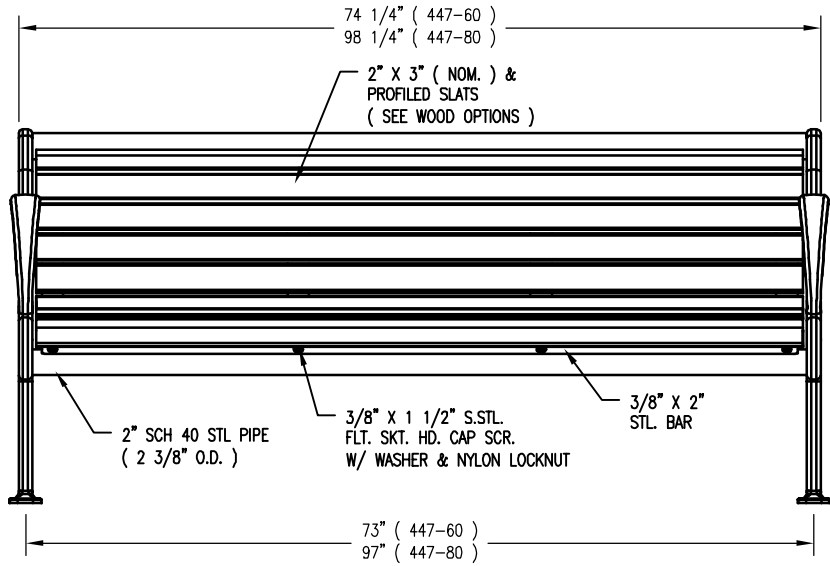 74 1/4" ( 447-60 )
98 1/4" ( 447-80 )
2" X 3" ( NOM. ) &
PROFILED SLATS
( SEE WOOD OPTIONS )
2" SCH 40 STL PIPE
( 2 3/8" O.D. )
3/8" X 1 1/2" S.STL.
FLT. SKT. HD. CAP SCR.
W/ WASHER & NYLON LOCKNUT
3/8" X 2"
STL. BAR
73" ( 447-60 )
97" ( 447-80 )